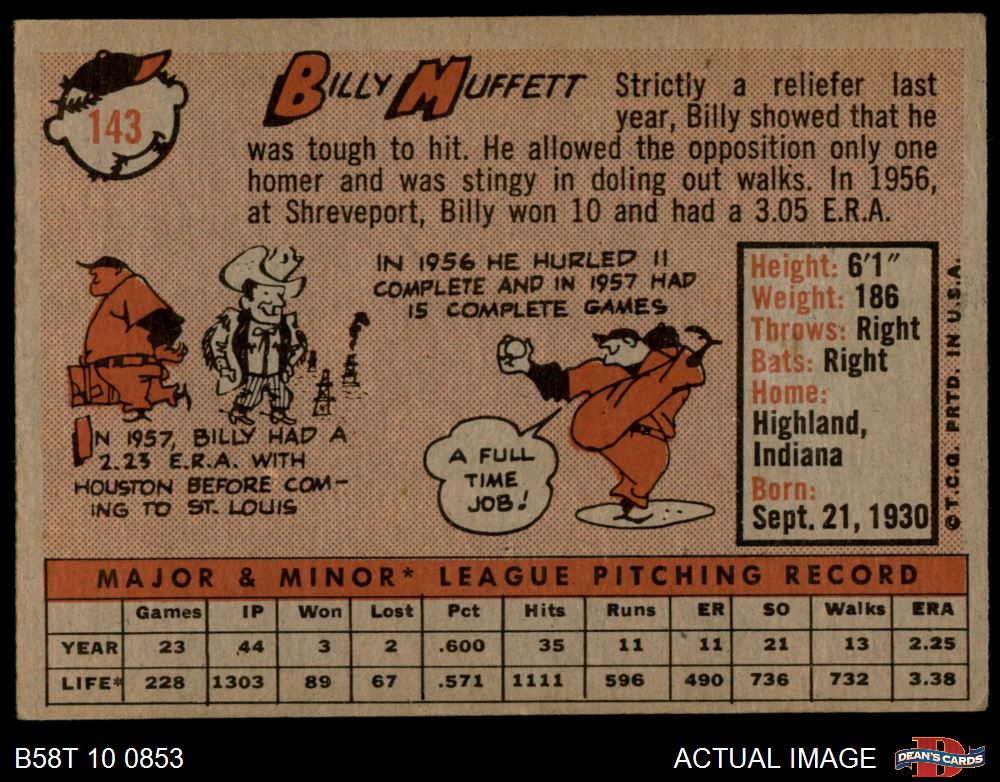 143
BILLY MUFFETT
Strictly a reliefer last
year, Billy showed that he
was tough to hit. He allowed the opposition only one
homer and was stingy in doling out walks. In 1956,
at Shreveport, Billy won 10 and had a 3.05 E.R.A.
IN 1957, BILLY HAD A
2.23 E.R.A. WITH
HOUSTON BEFORE COM-
ING TO ST. LOUIS
IN 1956 HE HURLED 11
COMPLETE AND IN 1957 HAD
15 COMPLETE GAMES
A FULL
TIME
JOB!
Height: 6'1"
Weight: 186
Throws: Right
Bats: Right
Home:
Highland,
Indiana
Born:
Sept. 21, 1930
© T.C.G. PRTD. IN U.S.A.
MAJOR & MINOR* LEAGUE PITCHING RECORD
Games IP Won Lost Pct Hits Runs ER SO Walks ERA
YEAR 23 44 3 2 .600 35 11 11 21 13 2.25
LIFE* 228 1303 89 67 .571 1111 596 490 736 732 3.38
B58T 10 0853
ACTUAL IMAGE
D
DEAN'S CARDS